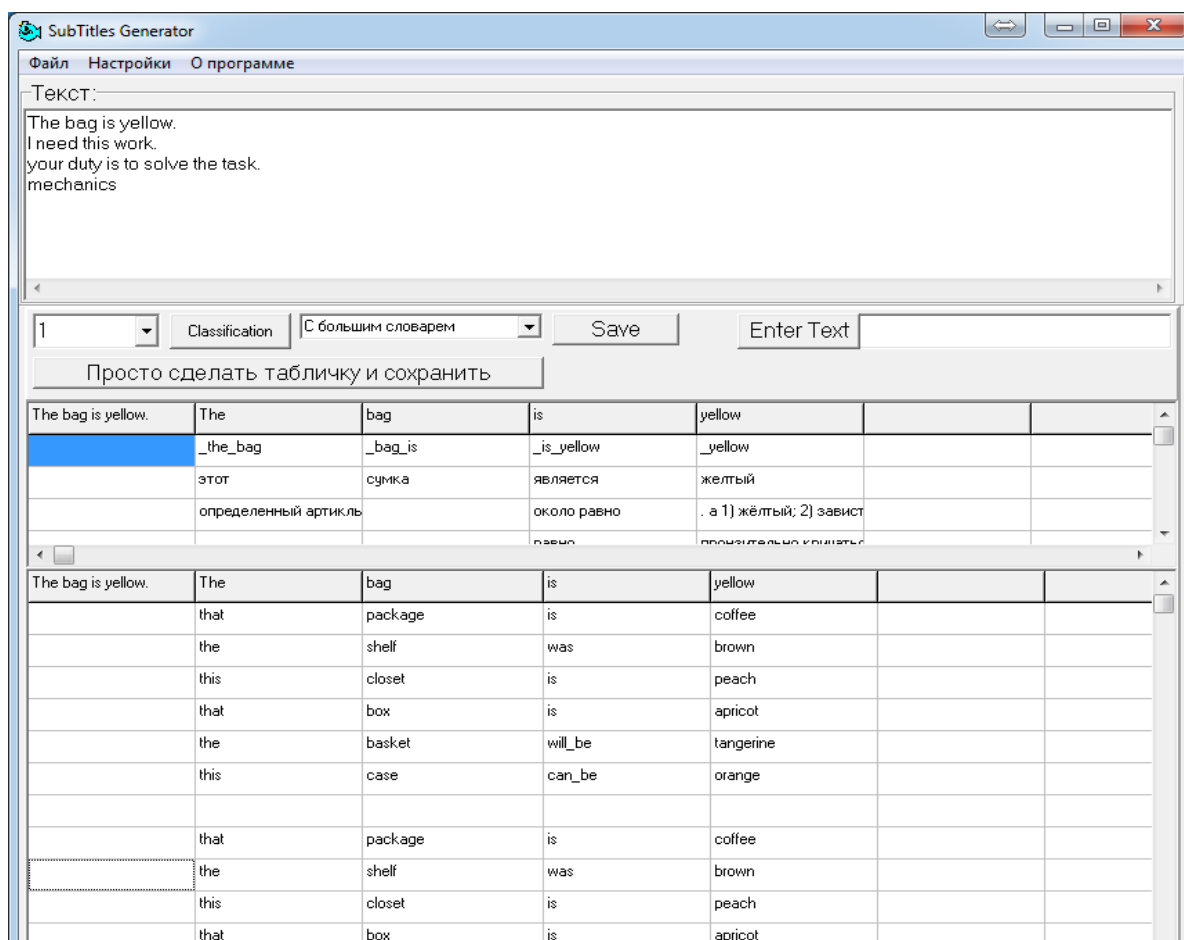 SubTitles Generator
Файл Настройки О программе
Текст:
The bag is yellow.
I need this work.
your duty is to solve the task.
mechanics
1 Classification С большим словарем Save Enter Text
Просто сделать табличку и сохранить
The bag is yellow. The bag is yellow
_the_bag _bag_is _is_yellow _yellow
этот сумка является желтый
определенный артикль около равно . а 1) жёлтый; 2) завист
равно пронзительно кричать
The bag is yellow. The bag is yellow
that package is coffee
the shelf was brown
this closet is peach
that box is apricot
the basket will_be tangerine
this case can_be orange
that package is coffee
the shelf was brown
this closet is peach
that box is apricot